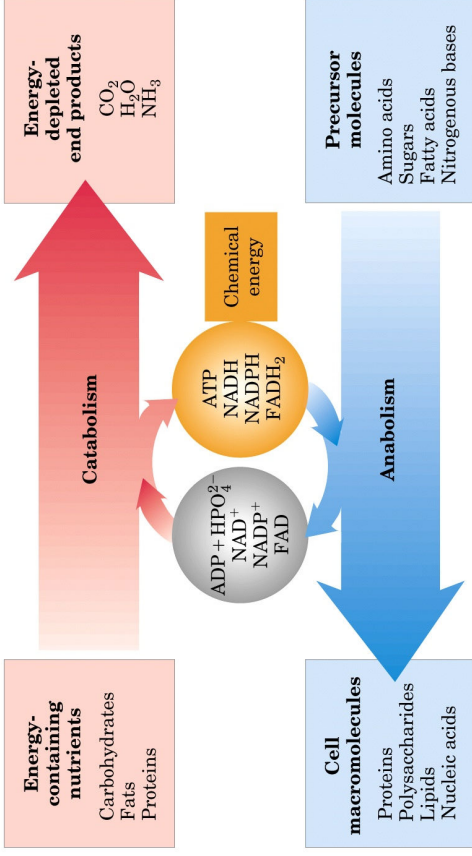 Energy-
containing
nutrients
Carbohydrates
Fats
Proteins
Catabolism
Energy-
depleted
end products
CO₂
H₂O
NH₃
ADP + HPO₄²⁻
NAD⁺
NADP⁺
FAD
ATP
NADH
NADPH
FADH₂
Chemical
energy
Cell
macromolecules
Proteins
Polysaccharides
Lipids
Nucleic acids
Anabolism
Precursor
molecules
Amino acids
Sugars
Fatty acids
Nitrogenous bases